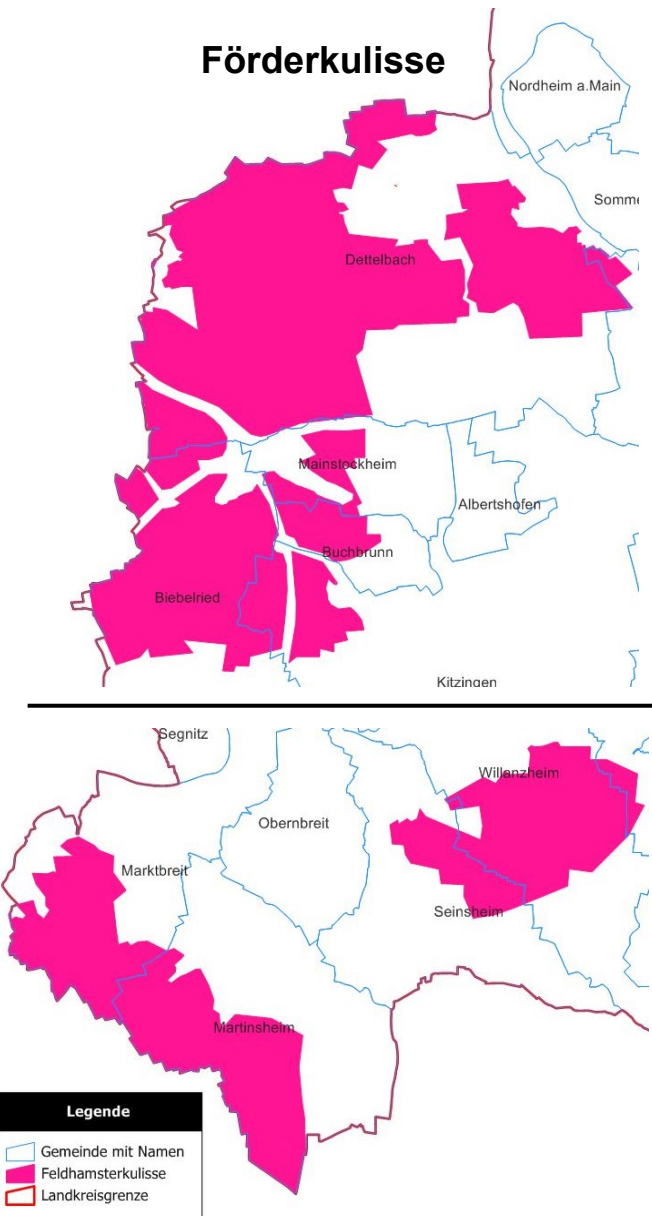 Förderkulisse
Nordheim a.Main
Somme
Dettelbach
Mainstockheim
Albertshofen
Buchbrunn
Biebelried
Kitzingen
Segnitz
Willanzheim
Obernbreit
Marktbreit
Seinsheim
Martinsheim
Legende
Gemeinde mit Namen
Feldhamsterkulisse
Landkreisgrenze